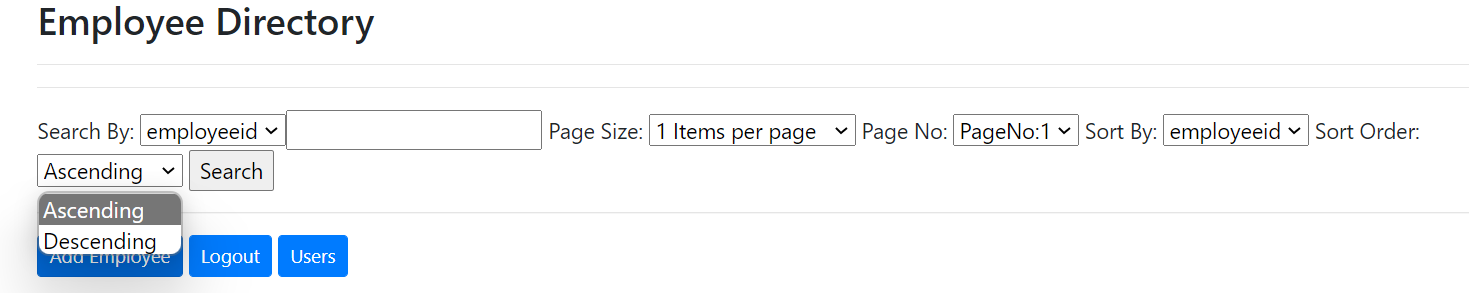 Employee Directory
Search By: employeeid Page Size: 1 Items per page Page No: PageNo:1 Sort By: employeeid Sort Order:
Ascending Search
Ascending
Descending
Add Employee Logout Users